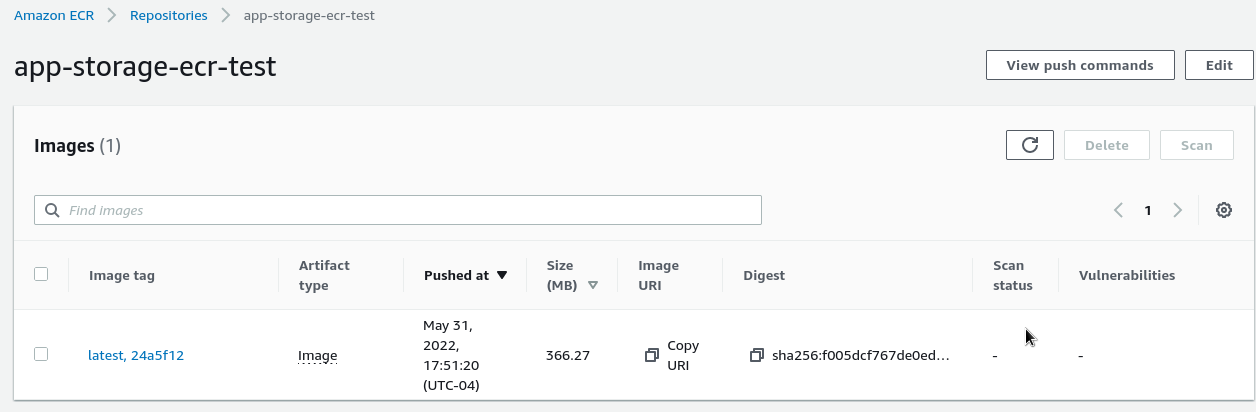 Amazon ECR > Repositories > app-storage-ecr-test
app-storage-ecr-test
View push commands
Edit
Images (1)
Delete
Scan
Find images
1
Image tag
Artifact
type
Pushed at
Size
(MB)
Image
URI
Digest
Scan
status
Vulnerabilities
latest, 24a5f12
Image
May 31,
2022,
17:51:20
(UTC-04)
366.27
Copy
URI
sha256:f005dcf767de0ed...
-
-